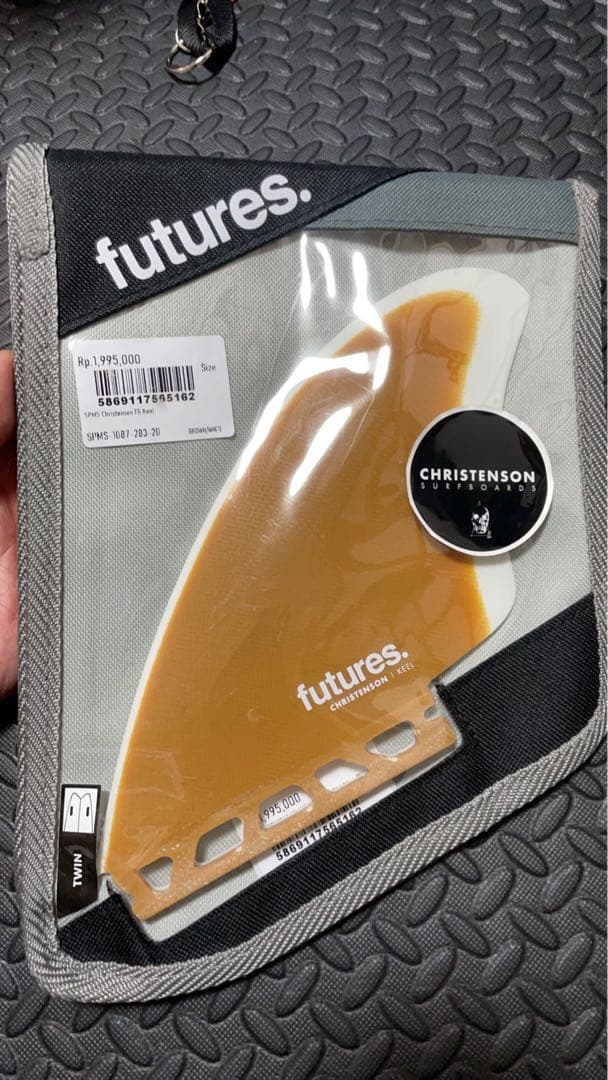 futures.
Rp.1,995,000
Size
5869117565162
SPMS Christenson FG Keel
SPMS-1087-283-20
BROWN/WHITE
CHRISTENSON
SURFBOARDS
futures.
CHRISTENSON | KEEL
,995,000
5869117565162
TWIN